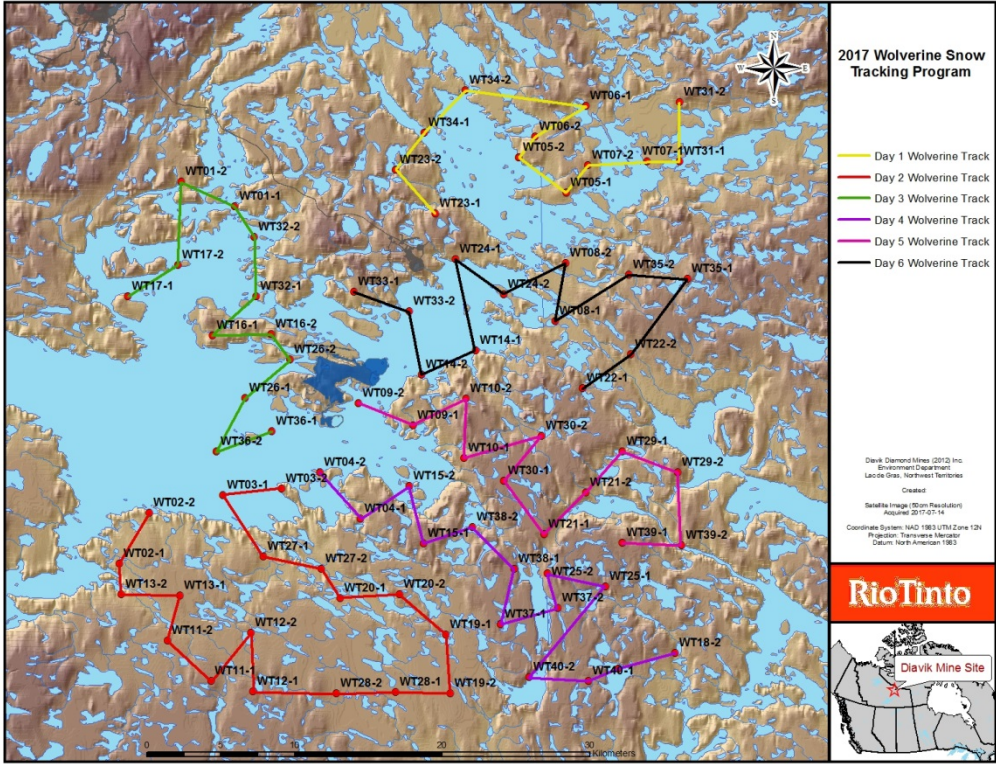 2017 Wolverine Snow
Tracking Program
N
W
E
S
Day 1 Wolverine Track
Day 2 Wolverine Track
Day 3 Wolverine Track
Day 4 Wolverine Track
Day 5 Wolverine Track
Day 6 Wolverine Track
WT34-2
WT31-2
WT06-1
WT34-1
WT06-2
WT05-2
WT23-2
WT07-2
WT07-1
WT31-1
WT05-1
WT23-1
WT01-2
WT01-1
WT32-2
WT17-2
WT17-1
WT32-1
WT16-1
WT16-2
WT26-2
WT26-1
WT36-1
WT36-2
WT24-1
WT08-2
WT35-2
WT35-1
WT33-1
WT24-2
WT33-2
WT08-1
WT14-1
WT22-2
WT14-2
WT22-1
WT09-2
WT10-2
WT09-1
WT30-2
WT10-1
WT29-1
WT30-1
WT29-2
WT21-2
WT21-1
WT39-1
WT39-2
WT04-2
WT15-2
WT04-1
WT38-2
WT15-1
WT38-1
WT25-2
WT25-1
WT37-2
WT37-1
WT18-2
WT40-2
WT40-1
WT03-1
WT03-2
WT02-2
WT27-1
WT27-2
WT02-1
WT13-2
WT13-1
WT20-1
WT20-2
WT11-2
WT12-2
WT19-1
WT11-1
WT12-1
WT28-2
WT28-1
WT19-2
0 10 20 30
Kilometers
Diavik Diamond Mines (2012) Inc.
Environment Department
Lac de Gras, Northwest Territories
Created:
Satellite Image (50cm Resolution)
Acquired 2017-07-14
Coordinate System: NAD 1983 UTM Zone 12N
Projection: Transverse Mercator
Datum: North American 1983
RioTinto
Diavik Mine Site